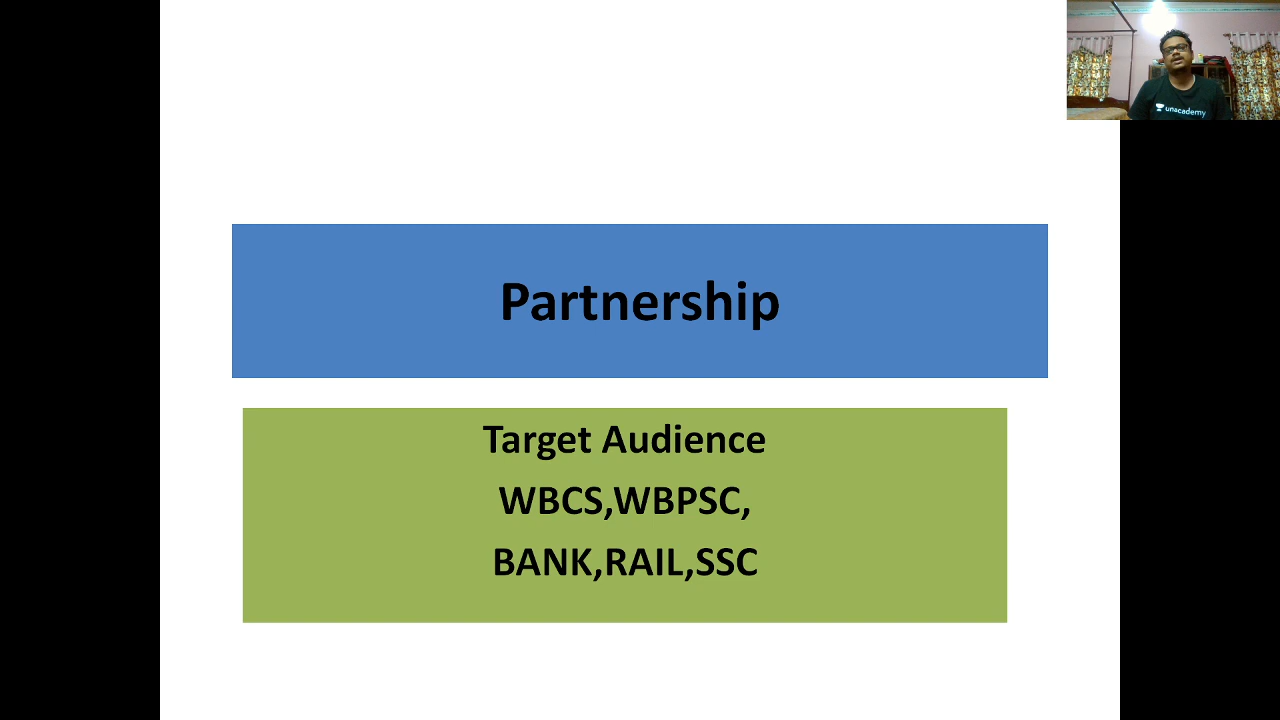 unacademy
Partnership
Target Audience
WBCS,WBPSC,
BANK,RAIL,SSC